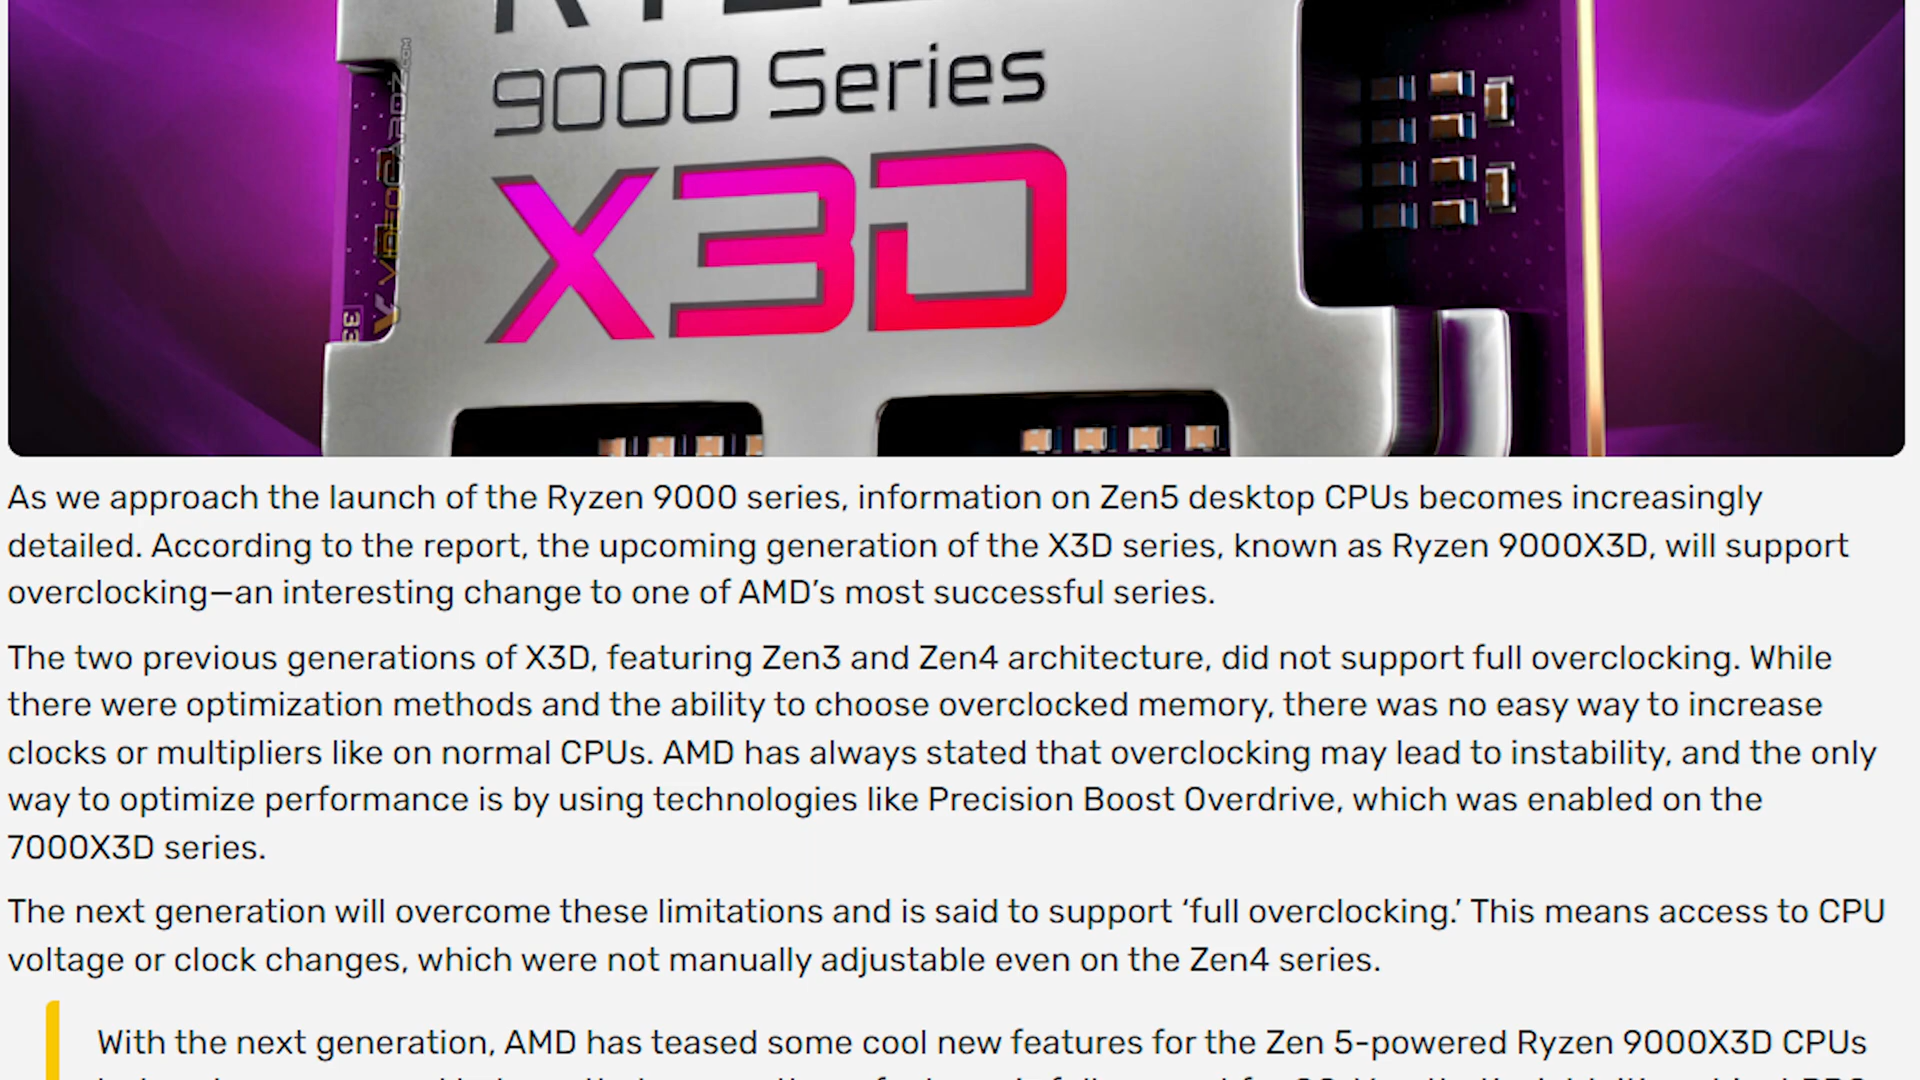 9000 Series
X3D
VIDEOCARDZ.COM
As we approach the launch of the Ryzen 9000 series, information on Zen5 desktop CPUs becomes increasingly
detailed. According to the report, the upcoming generation of the X3D series, known as Ryzen 9000X3D, will support
overclocking—an interesting change to one of AMD’s most successful series.
The two previous generations of X3D, featuring Zen3 and Zen4 architecture, did not support full overclocking. While
there were optimization methods and the ability to choose overclocked memory, there was no easy way to increase
clocks or multipliers like on normal CPUs. AMD has always stated that overclocking may lead to instability, and the only
way to optimize performance is by using technologies like Precision Boost Overdrive, which was enabled on the
7000X3D series.
The next generation will overcome these limitations and is said to support ‘full overclocking.’ This means access to CPU
voltage or clock changes, which were not manually adjustable even on the Zen4 series.
With the next generation, AMD has teased some cool new features for the Zen 5-powered Ryzen 9000X3D CPUs